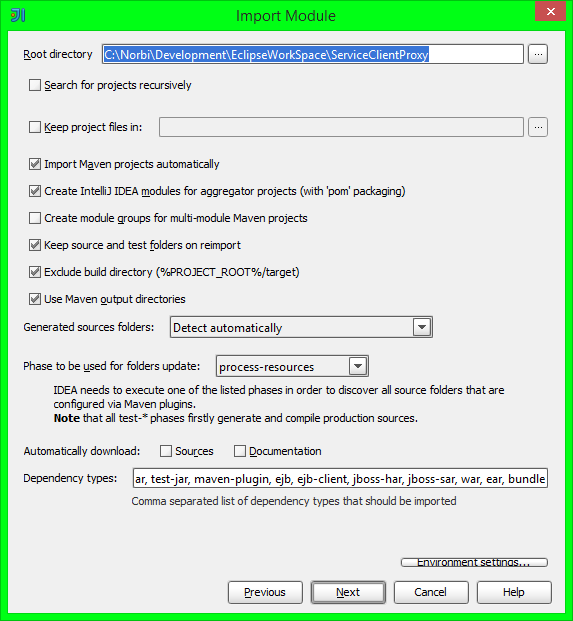 Import Module
Root directory C:\Norbi\Development\EclipseWorkSpace\ServiceClientProxy ...
Search for projects recursively
Keep project files in: ...
Import Maven projects automatically
Create IntelliJ IDEA modules for aggregator projects (with 'pom' packaging)
Create module groups for multi-module Maven projects
Keep source and test folders on reimport
Exclude build directory (%PROJECT_ROOT%/target)
Use Maven output directories
Generated sources folders: Detect automatically
Phase to be used for folders update: process-resources
IDEA needs to execute one of the listed phases in order to discover all source folders that are
configured via Maven plugins.
Note that all test-* phases firstly generate and compile production sources.
Automatically download: Sources Documentation
Dependency types: ar, test-jar, maven-plugin, ejb, ejb-client, jboss-har, jboss-sar, war, ear, bundle
Comma separated list of dependency types that should be imported
Environment settings...
Previous Next Cancel Help